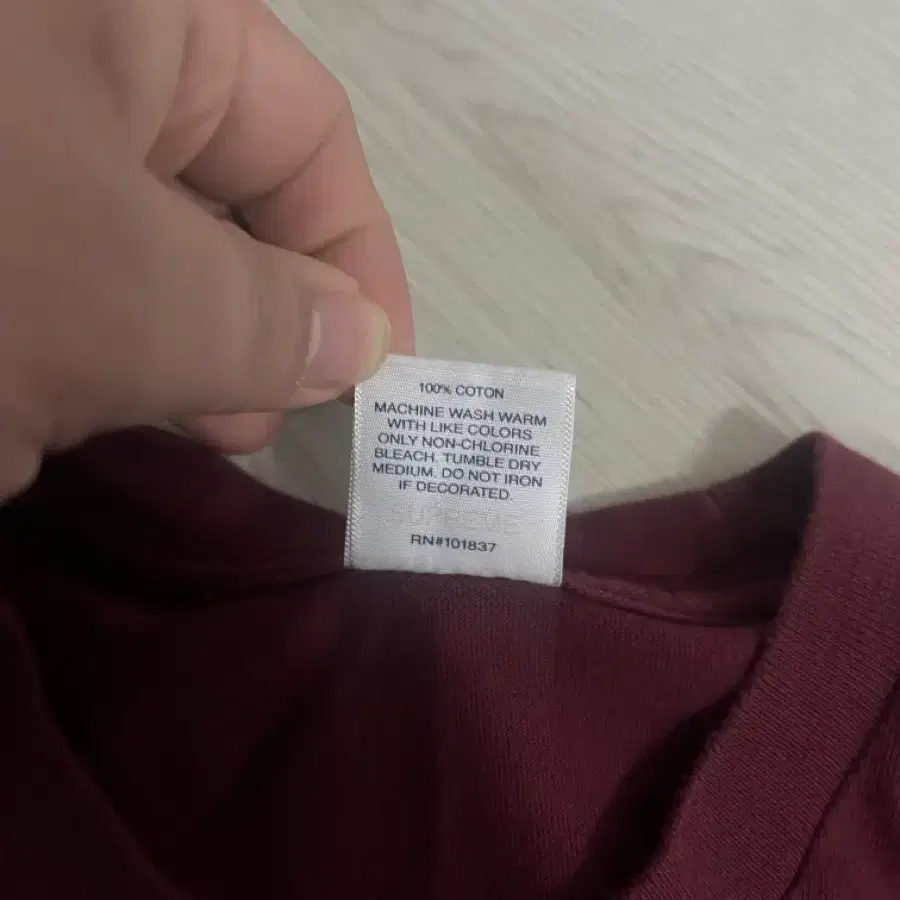 100% COTON
MACHINE WASH WARM
WITH LIKE COLORS
ONLY NON-CHLORINE
BLEACH. TUMBLE DRY
MEDIUM. DO NOT IRON
IF DECORATED
SUPREME
RN#101837